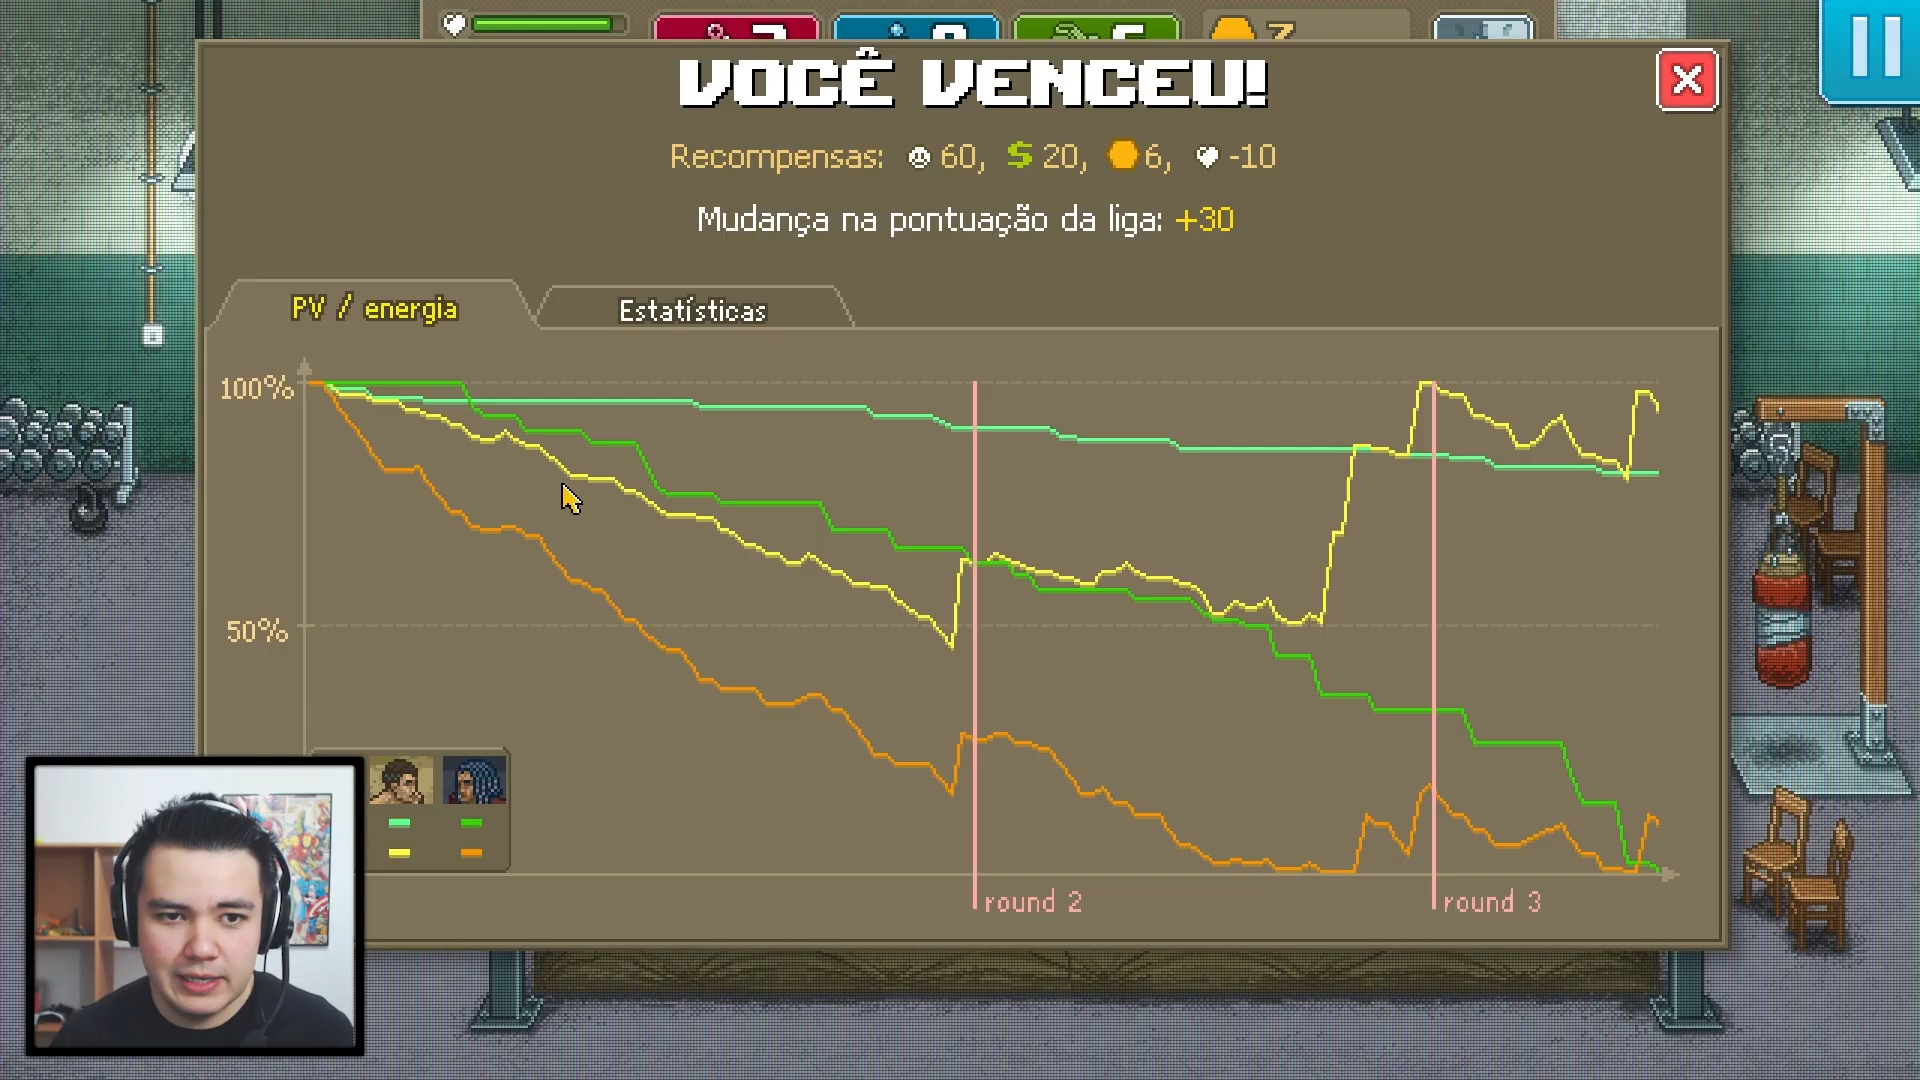 VOCÊ VENCEU!
Recompensas: 60, $ 20, 6, -10
Mudança na pontuação da liga: +30
PV / energia
Estatísticas
100%
50%
round 2
round 3